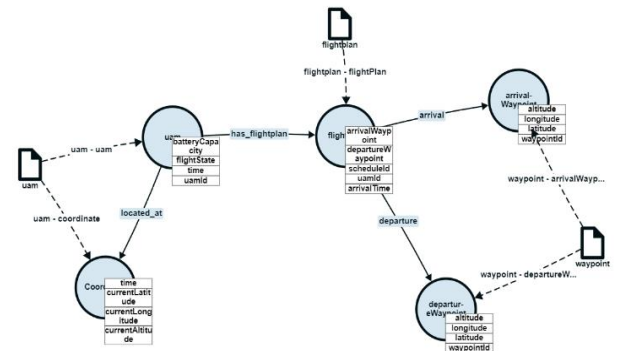 flightplan
flightplan - flightPlan
arrival-
Waypoint
altitude
longitude
latitude
waypointId
arrival
uam
batteryCapa
city
flightState
time
uamId
has_flightplan
arrivalWayp
oint
departureW
aypoint
scheduleId
uamId
arrivalTime
uam - uam
uam
waypoint - arrivalWayp...
uam - coordinate
located_at
departure
waypoint
waypoint - departureW...
time
currentLatit
ude
currentLong
itude
currentAltitu
de
departur-
eWaypoint
altitude
longitude
latitude
waypointId